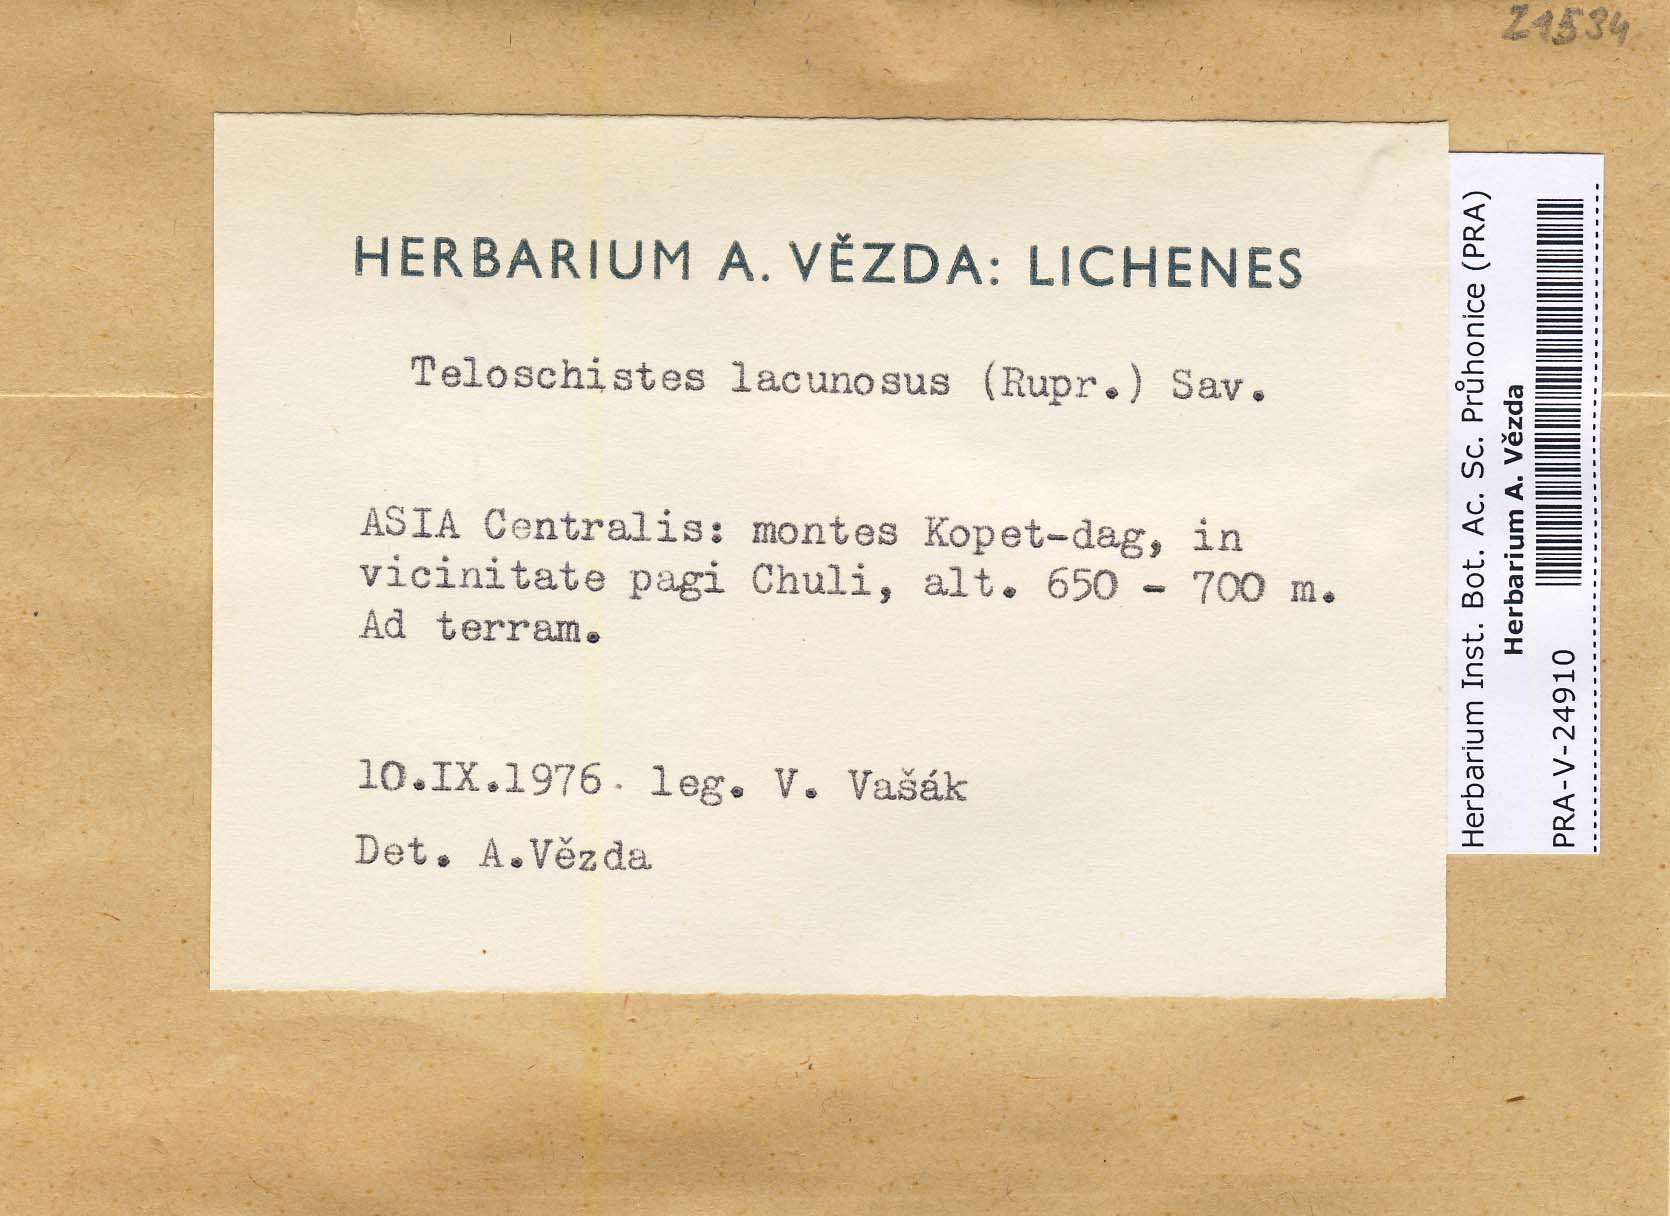 21534
HERBARIUM A. VĚZDA: LICHENES
Teloschistes lacunosus (Rupr.) Sav.
ASIA Centralis: montes Kopet-dag, in
vicinitate pagi Chuli, alt. 650 - 700 m.
Ad terram.
10.IX.1976. leg. V. Vašák
Det. A.Vězda
Herbarium Inst. Bot. Ac. Sc. Průhonice (PRA)
Herbarium A. Vězda
PRA-V-24910